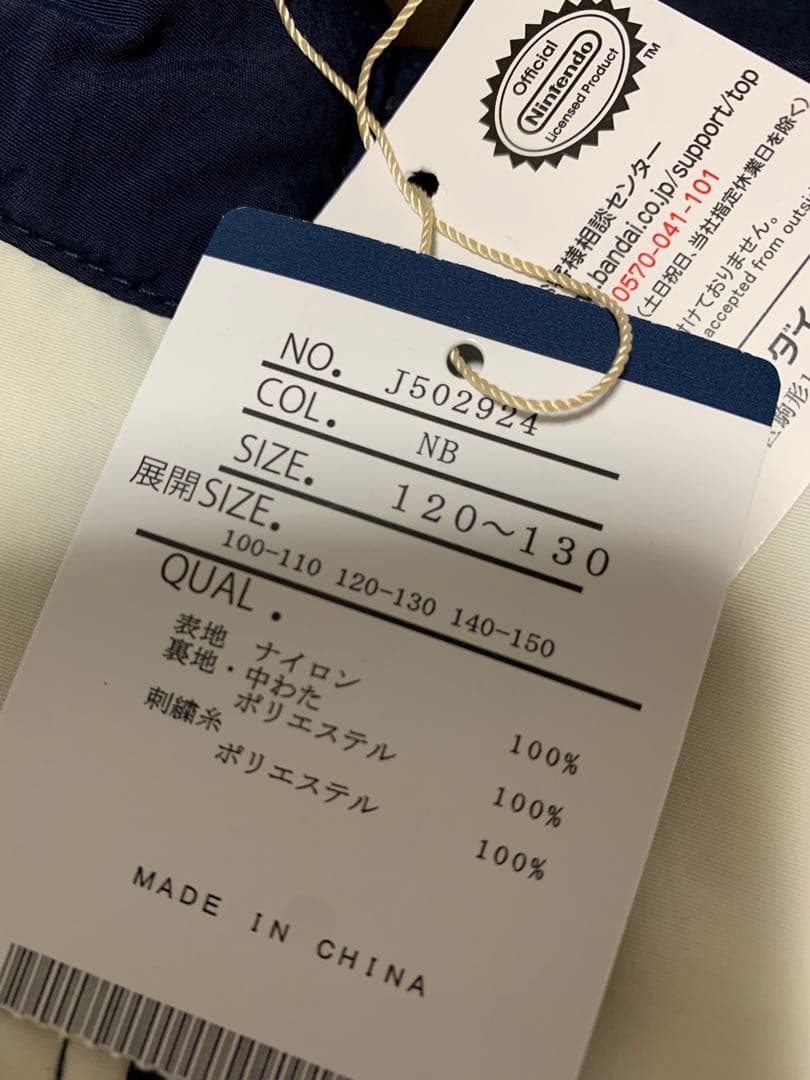 Official
Nintendo
Licensed Product
TM
客様相談センター
.bandai.co.jp/support/top
0570-041-101
(土日祝日、当社指定休業日を除く)
付けておりません。
accepted from outsi
ダイ
駒形1
NO. J502924
COL. NB
SIZE. 120～130
展開SIZE.
100-110 120-130 140-150
QUAL.
表地 ナイロン 100%
裏地・中わた
ポリエステル 100%
刺繍糸
ポリエステル 100%
MADE IN CHINA